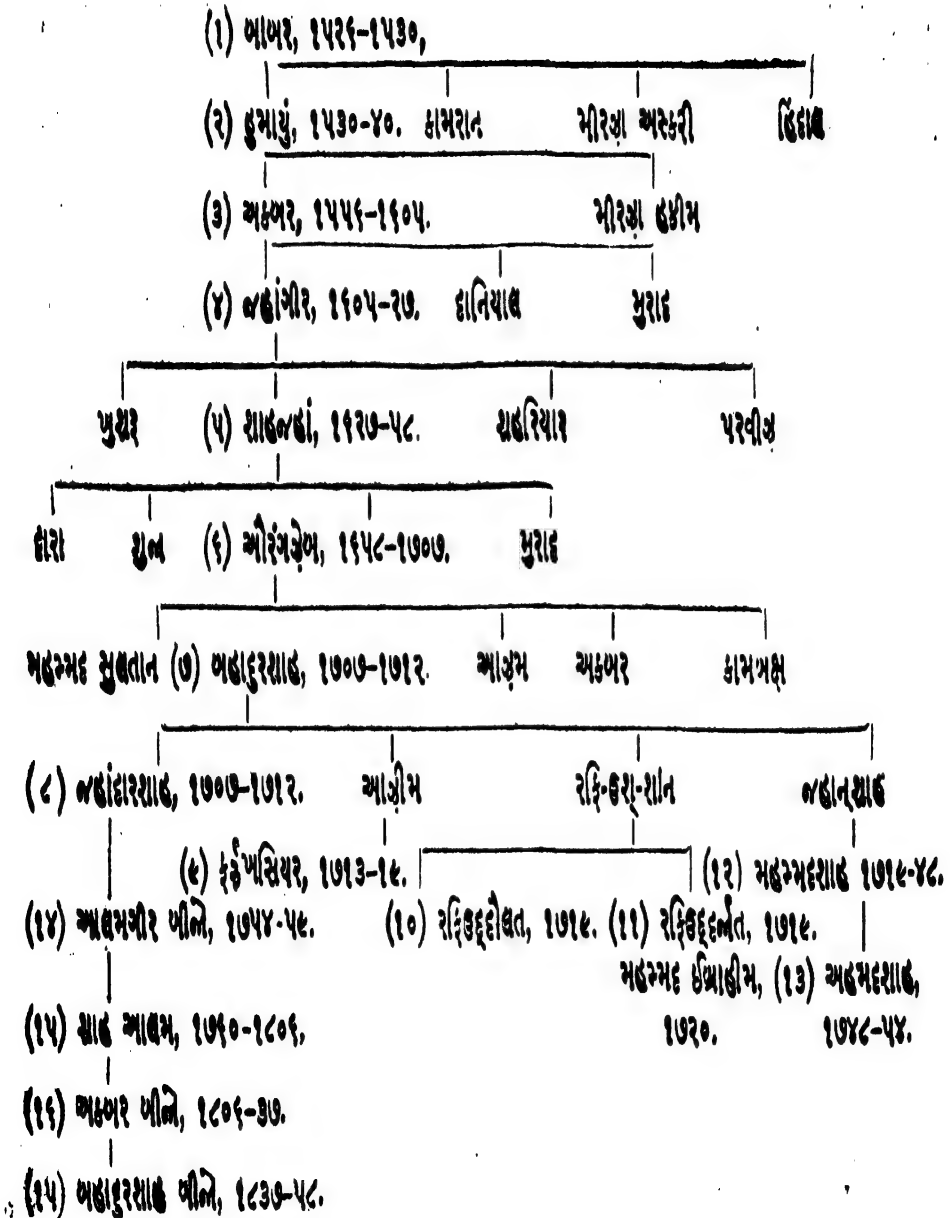 (૧) બાબર, ૧૫૨૬-૧૫૩૦,
(૨) હુમાયું, ૧૫૩૦-૪૦. કામરાન મીરઝા અસ્કરી હિંદાલ
(૩) અકબર, ૧૫૫૬-૧૬૦૫. મીરઝા હકીમ
(૪) જહાંગીર, ૧૬૦૫-૨૭. દાનિયાલ મુરાદ
ખુશરૂ (૫) શાહજહાં, ૧૬૨૭-૫૮. શહરિયાર પરવીઝ
દારા શુજા (૬) ઔરંગઝેબ, ૧૬૫૮-૧૭૦૭. મુરાદ
મહમ્મદ સુલતાન (૭) બહાદુરશાહ, ૧૭૦૭-૧૭૧૨. આઝમ અકબર કામબક્ષ
(૮) જહાંદારશાહ, ૧૭૦૭-૧૭૧૨. આઝીમ રફિ-ઉશ્-શાંન જહાનશાહ
(૯) ફર્રુખસિયર, ૧૭૧૩-૧૯. (૧૨) મહમ્મદશાહ ૧૭૧૯-૪૮.
(૧૪) આલમગીર બીજો, ૧૭૫૪-૫૯. (૧૦) રફિઉદ્દૌલત, ૧૭૧૯. (૧૧) રફિઉદ્દર્જત, ૧૭૧૯.
મહમ્મદ ઈબ્રાહીમ, (૧૩) અહમદશાહ,
(૧૫) શાહ આલમ, ૧૭૬૦-૧૮૦૬, ૧૭૨૦. ૧૭૪૮-૫૪.
(૧૬) અકબર બીજો, ૧૮૦૬-૩૭.
(૧૫) બહાદુરશાહ બીજો, ૧૮૩૭-૫૮.